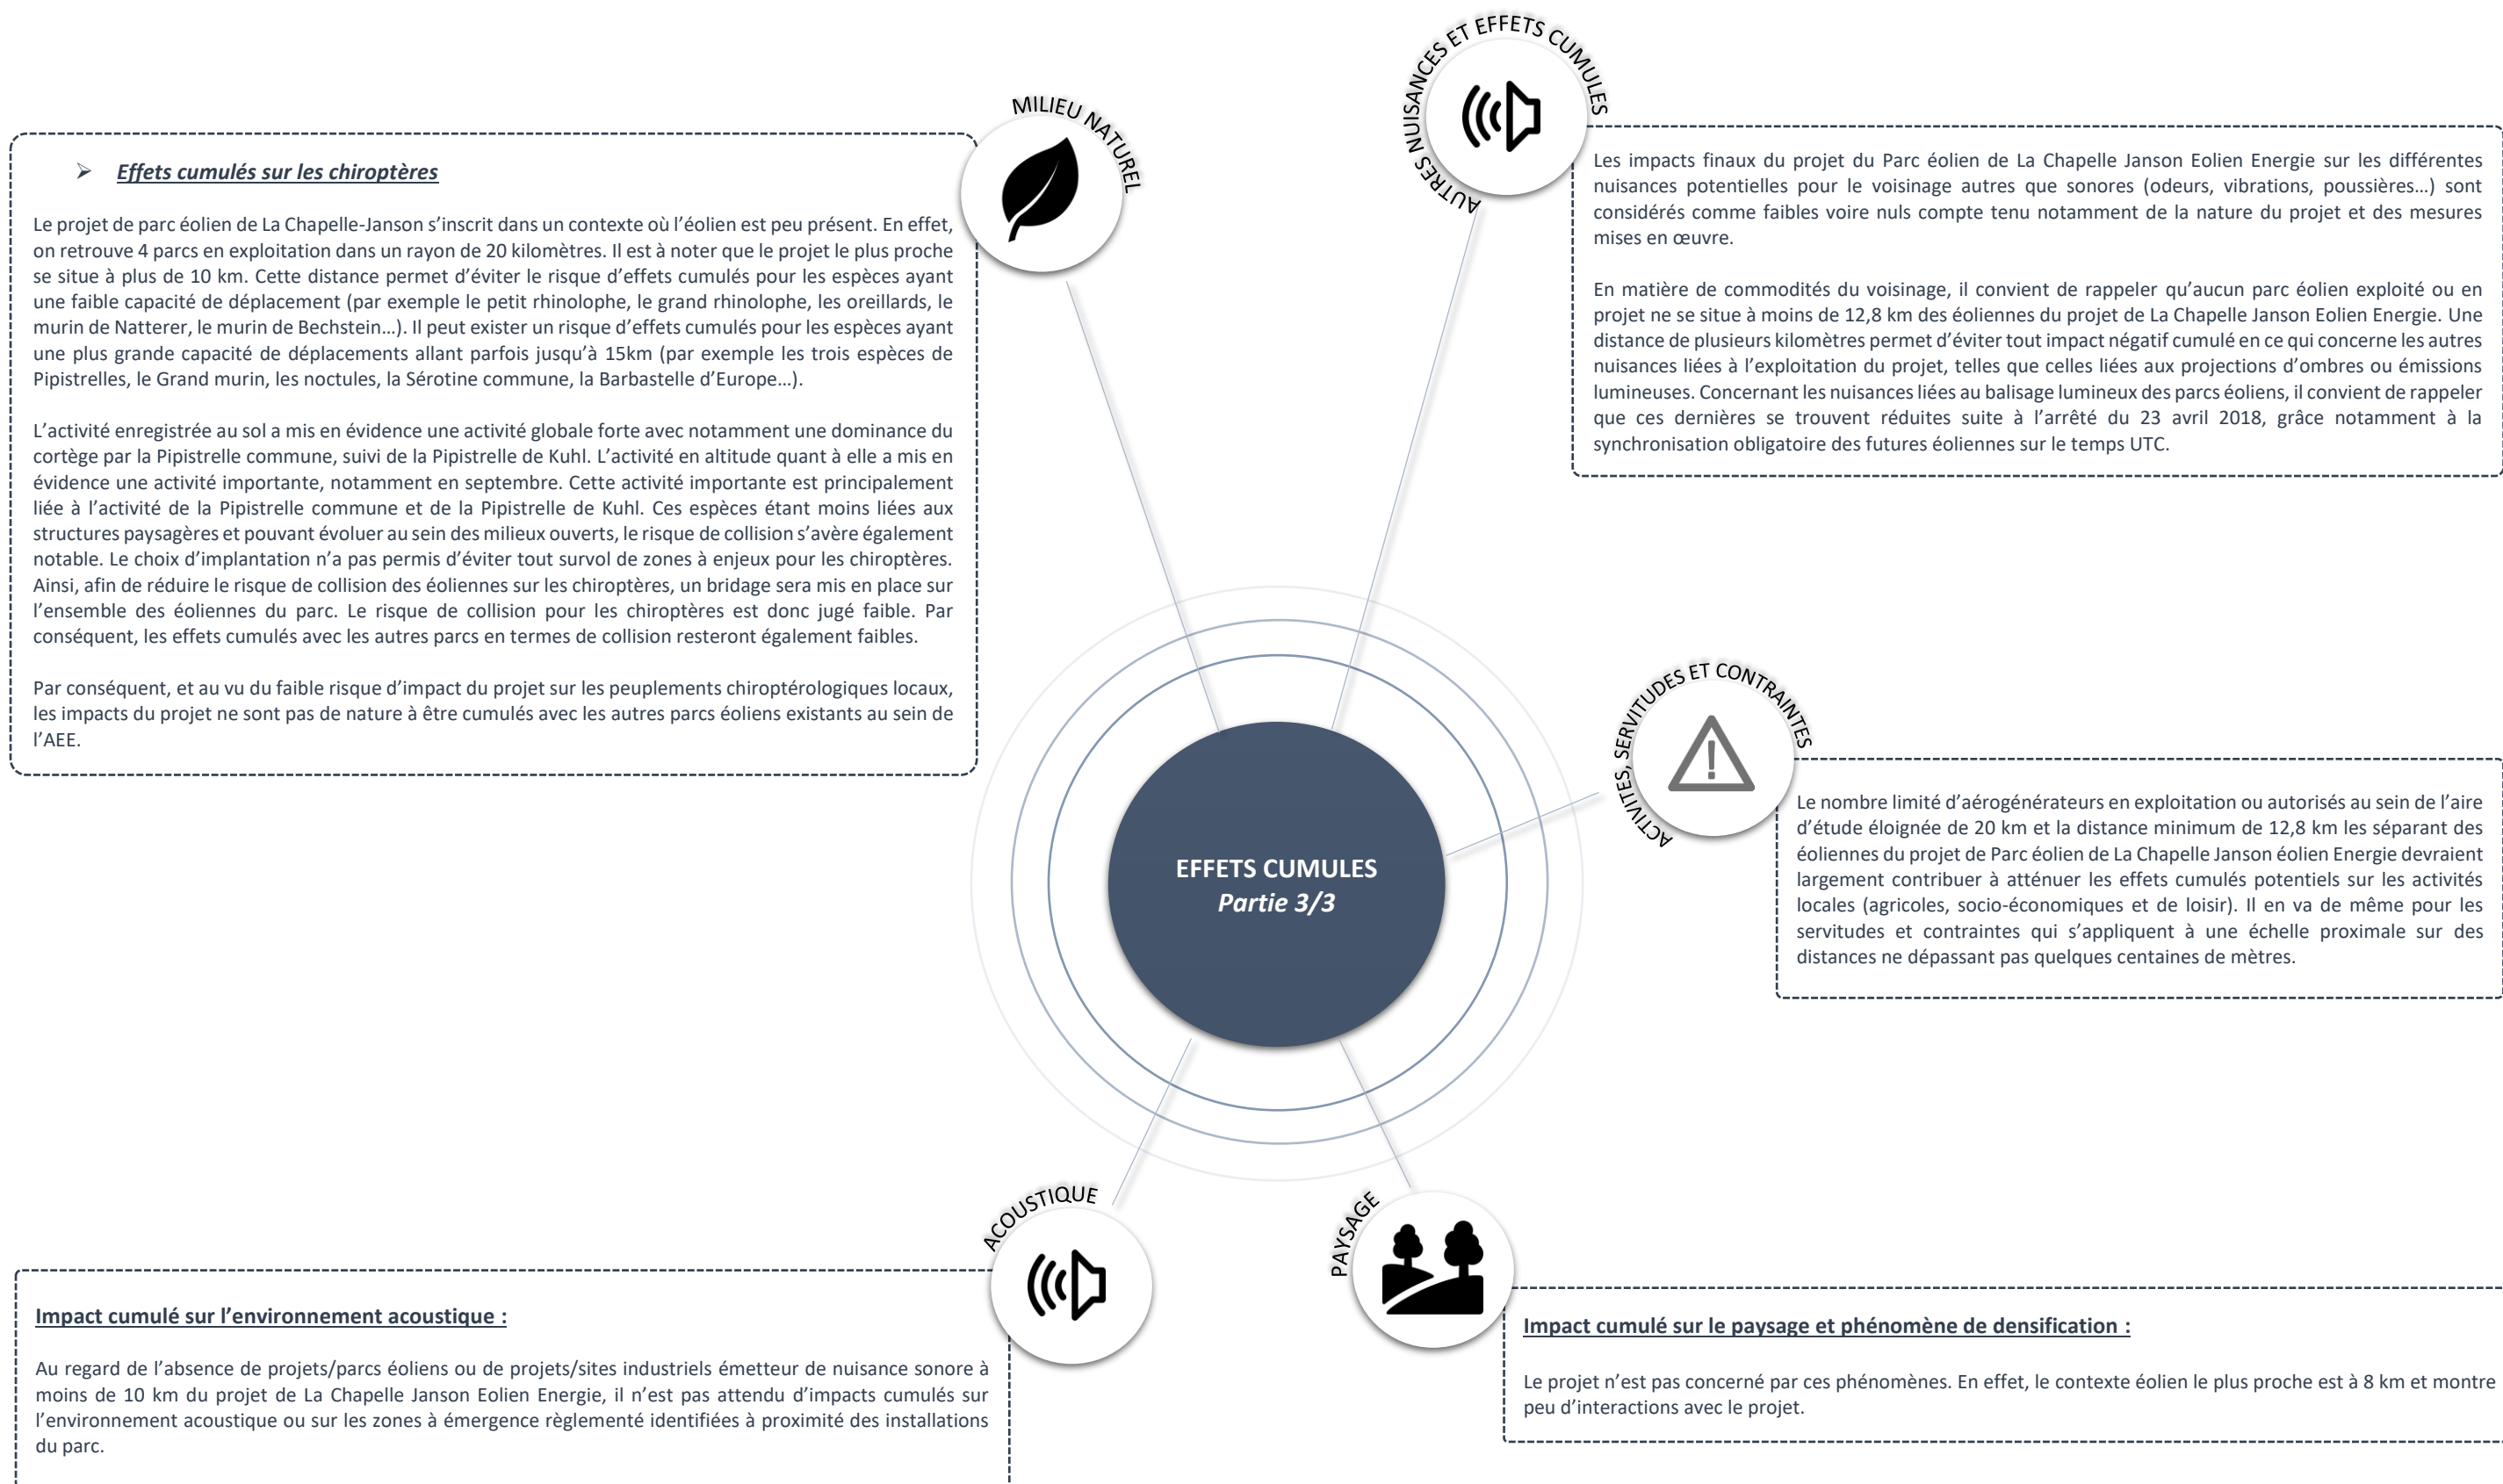 MILIEU NATUREL
➢ Effets cumulés sur les chiroptères
Le projet de parc éolien de La Chapelle-Janson s’inscrit dans un contexte où l’éolien est peu présent. En effet,
on retrouve 4 parcs en exploitation dans un rayon de 20 kilomètres. Il est à noter que le projet le plus proche
se situe à plus de 10 km. Cette distance permet d’éviter le risque d’effets cumulés pour les espèces ayant
une faible capacité de déplacement (par exemple le petit rhinolophe, le grand rhinolophe, les oreillards, le
murin de Natterer, le murin de Bechstein…). Il peut exister un risque d’effets cumulés pour les espèces ayant
une plus grande capacité de déplacements allant parfois jusqu’à 15km (par exemple les trois espèces de
Pipistrelles, le Grand murin, les noctules, la Sérotine commune, la Barbastelle d’Europe…).
L’activité enregistrée au sol a mis en évidence une activité globale forte avec notamment une dominance du
cortège par la Pipistrelle commune, suivi de la Pipistrelle de Kuhl. L’activité en altitude quant à elle a mis en
évidence une activité importante, notamment en septembre. Cette activité importante est principalement
liée à l’activité de la Pipistrelle commune et de la Pipistrelle de Kuhl. Ces espèces étant moins liées aux
structures paysagères et pouvant évoluer au sein des milieux ouverts, le risque de collision s’avère également
notable. Le choix d’implantation n’a pas permis d’éviter tout survol de zones à enjeux pour les chiroptères.
Ainsi, afin de réduire le risque de collision des éoliennes sur les chiroptères, un bridage sera mis en place sur
l’ensemble des éoliennes du parc. Le risque de collision pour les chiroptères est donc jugé faible. Par
conséquent, les effets cumulés avec les autres parcs en termes de collision resteront également faibles.
Par conséquent, et au vu du faible risque d’impact du projet sur les peuplements chiroptérologiques locaux,
les impacts du projet ne sont pas de nature à être cumulés avec les autres parcs éoliens existants au sein de
l’AEE.
AUTRES NUISANCES ET EFFETS CUMULES
Les impacts finaux du projet du Parc éolien de La Chapelle Janson Eolien Energie sur les différentes
nuisances potentielles pour le voisinage autres que sonores (odeurs, vibrations, poussières…) sont
considérés comme faibles voire nuls compte tenu notamment de la nature du projet et des mesures
mises en œuvre.
En matière de commodités du voisinage, il convient de rappeler qu’aucun parc éolien exploité ou en
projet ne se situe à moins de 12,8 km des éoliennes du projet de La Chapelle Janson Eolien Energie. Une
distance de plusieurs kilomètres permet d’éviter tout impact négatif cumulé en ce qui concerne les autres
nuisances liées à l’exploitation du projet, telles que celles liées aux projections d’ombres ou émissions
lumineuses. Concernant les nuisances liées au balisage lumineux des parcs éoliens, il convient de rappeler
que ces dernières se trouvent réduites suite à l’arrêté du 23 avril 2018, grâce notamment à la
synchronisation obligatoire des futures éoliennes sur le temps UTC.
ACTIVITES, SERVITUDES ET CONTRAINTES
Le nombre limité d’aérogénérateurs en exploitation ou autorisés au sein de l’aire
d’étude éloignée de 20 km et la distance minimum de 12,8 km les séparant des
éoliennes du projet de Parc éolien de La Chapelle Janson éolien Energie devraient
largement contribuer à atténuer les effets cumulés potentiels sur les activités
locales (agricoles, socio-économiques et de loisir). Il en va de même pour les
servitudes et contraintes qui s’appliquent à une échelle proximale sur des
distances ne dépassant pas quelques centaines de mètres.
EFFETS CUMULES
Partie 3/3
ACOUSTIQUE
Impact cumulé sur l’environnement acoustique :
Au regard de l’absence de projets/parcs éoliens ou de projets/sites industriels émetteur de nuisance sonore à
moins de 10 km du projet de La Chapelle Janson Eolien Energie, il n’est pas attendu d’impacts cumulés sur
l’environnement acoustique ou sur les zones à émergence règlementé identifiées à proximité des installations
du parc.
PAYSAGE
Impact cumulé sur le paysage et phénomène de densification :
Le projet n’est pas concerné par ces phénomènes. En effet, le contexte éolien le plus proche est à 8 km et montre
peu d’interactions avec le projet.